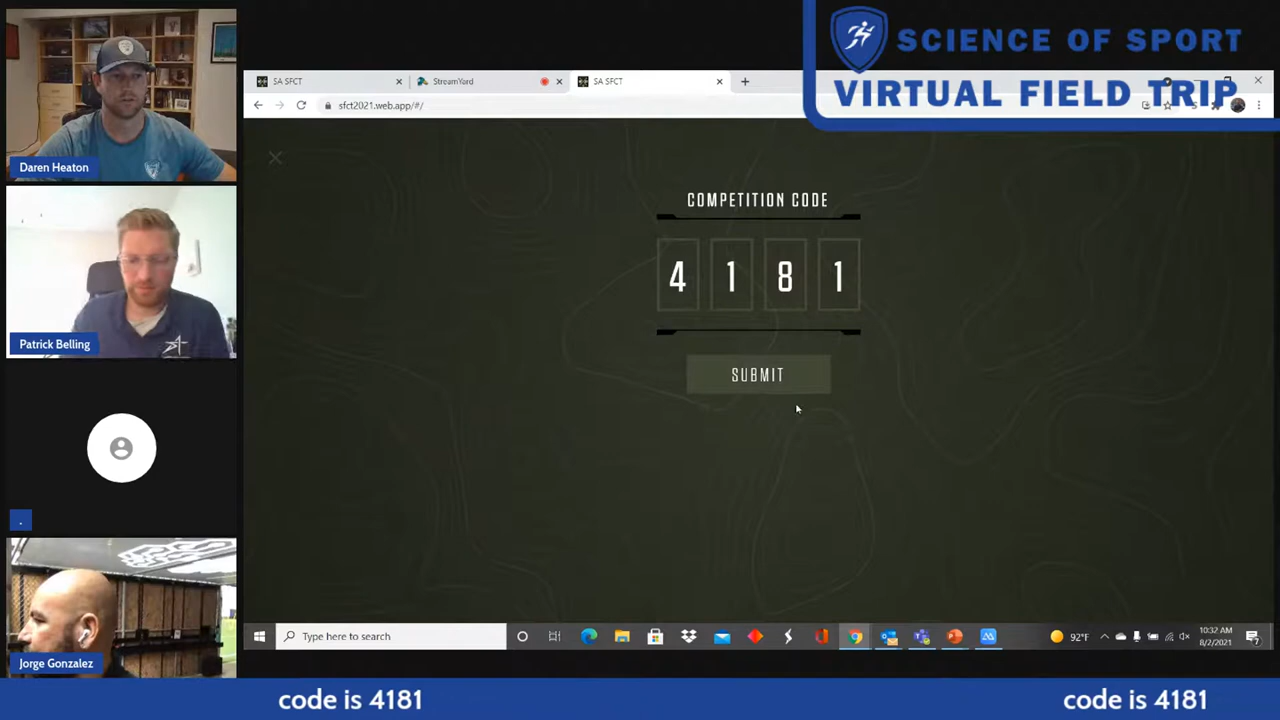 SCIENCE OF SPORT
VIRTUAL FIELD TRIP
SA SFCT
StreamYard
SA SFCT
sfct2021.web.app/#/
Daren Heaton
COMPETITION CODE
4 1 8 1
SUBMIT
Patrick Belling
.
Jorge Gonzalez
Type here to search
92°F
10:32 AM
8/2/2021
7
code is 4181
code is 4181